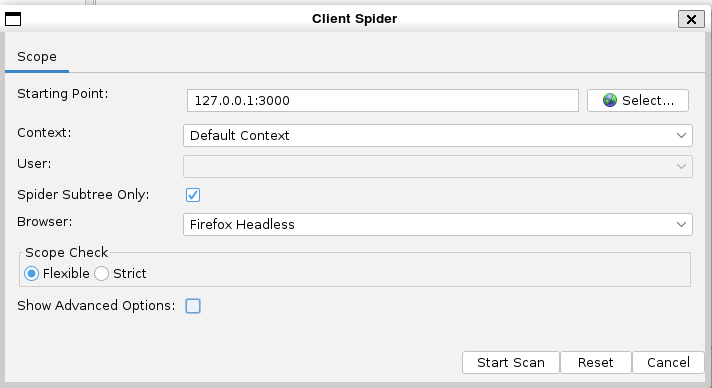 Client Spider
Scope
Starting Point: 127.0.0.1:3000 Select...
Context: Default Context
User:
Spider Subtree Only:
Browser: Firefox Headless
Scope Check
Flexible Strict
Show Advanced Options:
Start Scan Reset Cancel